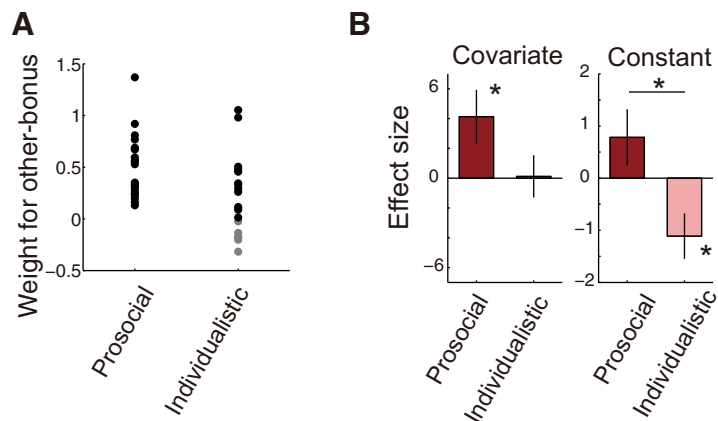 A
Weight for other-bonus
1.5
1
0.5
0
−0.5
Prosocial
Individualistic
B
Effect size
Covariate
6
*
0
−6
Prosocial
Individualistic
Constant
2
*
1
0
−1
*
−2
Prosocial
Individualistic